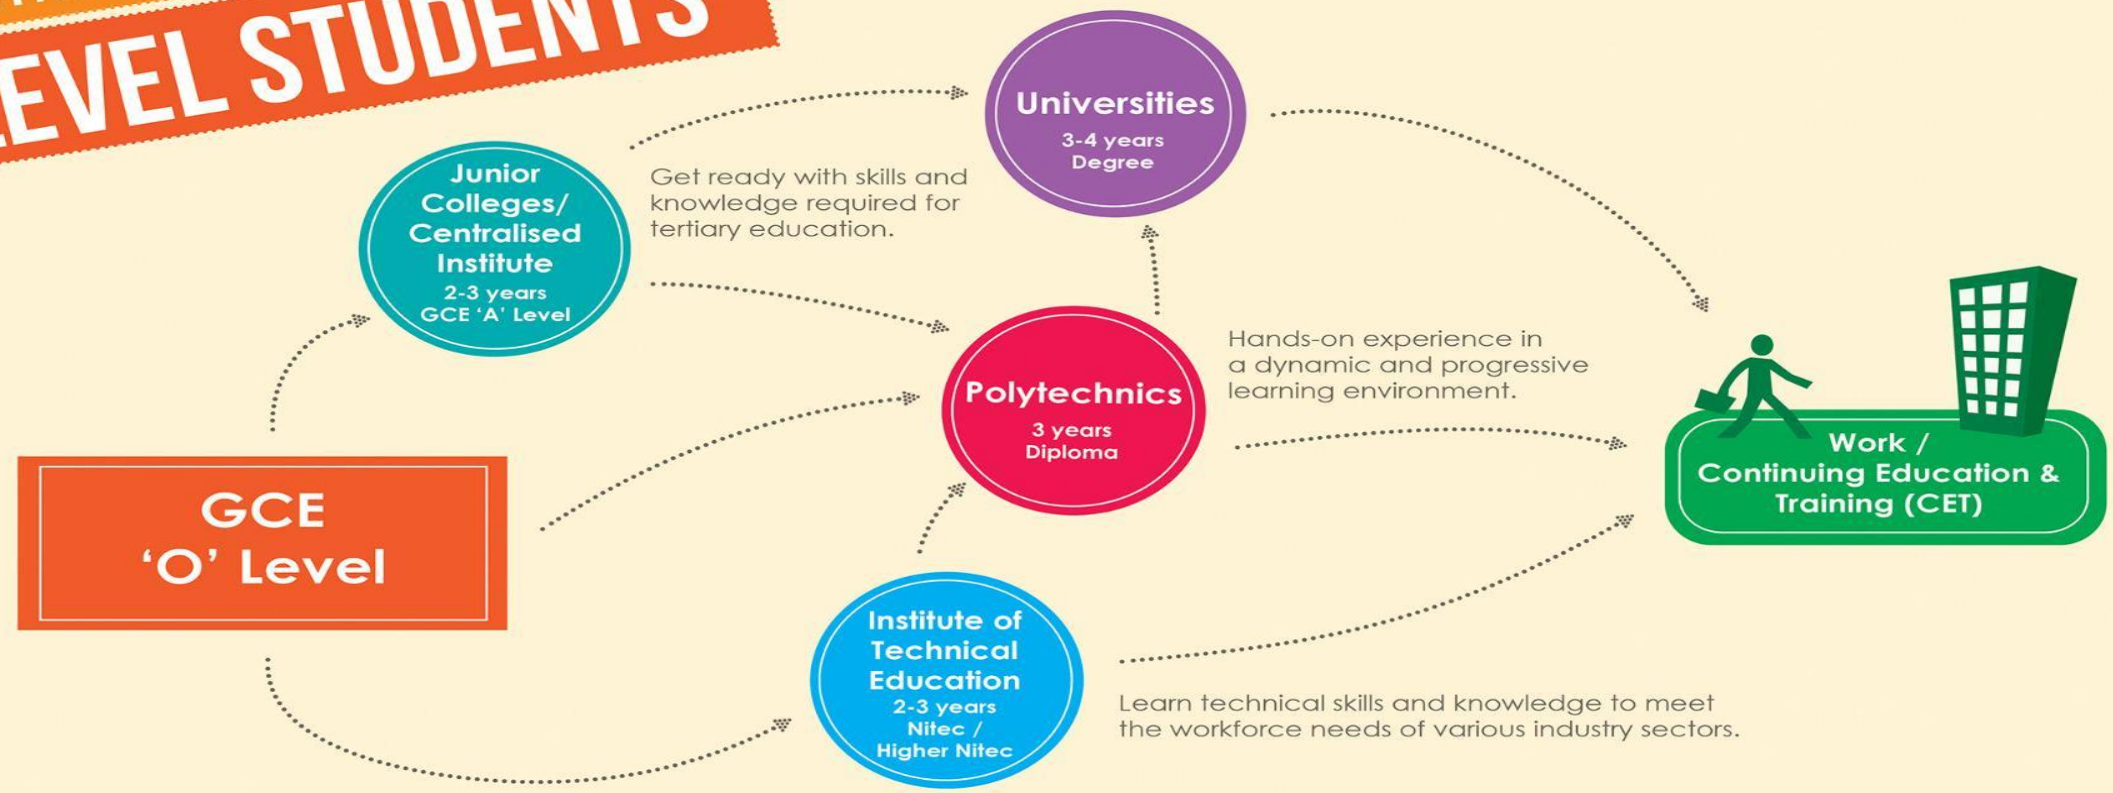 LEVEL STUDENTS
Universities
3-4 years
Degree
Junior
Colleges/
Centralised
Institute
2-3 years
GCE ‘A’ Level
Get ready with skills and
knowledge required for
tertiary education.
Polytechnics
3 years
Diploma
Hands-on experience in
a dynamic and progressive
learning environment.
Work /
Continuing Education &
Training (CET)
GCE
‘O’ Level
Institute of
Technical
Education
2-3 years
Nitec /
Higher Nitec
Learn technical skills and knowledge to meet
the workforce needs of various industry sectors.